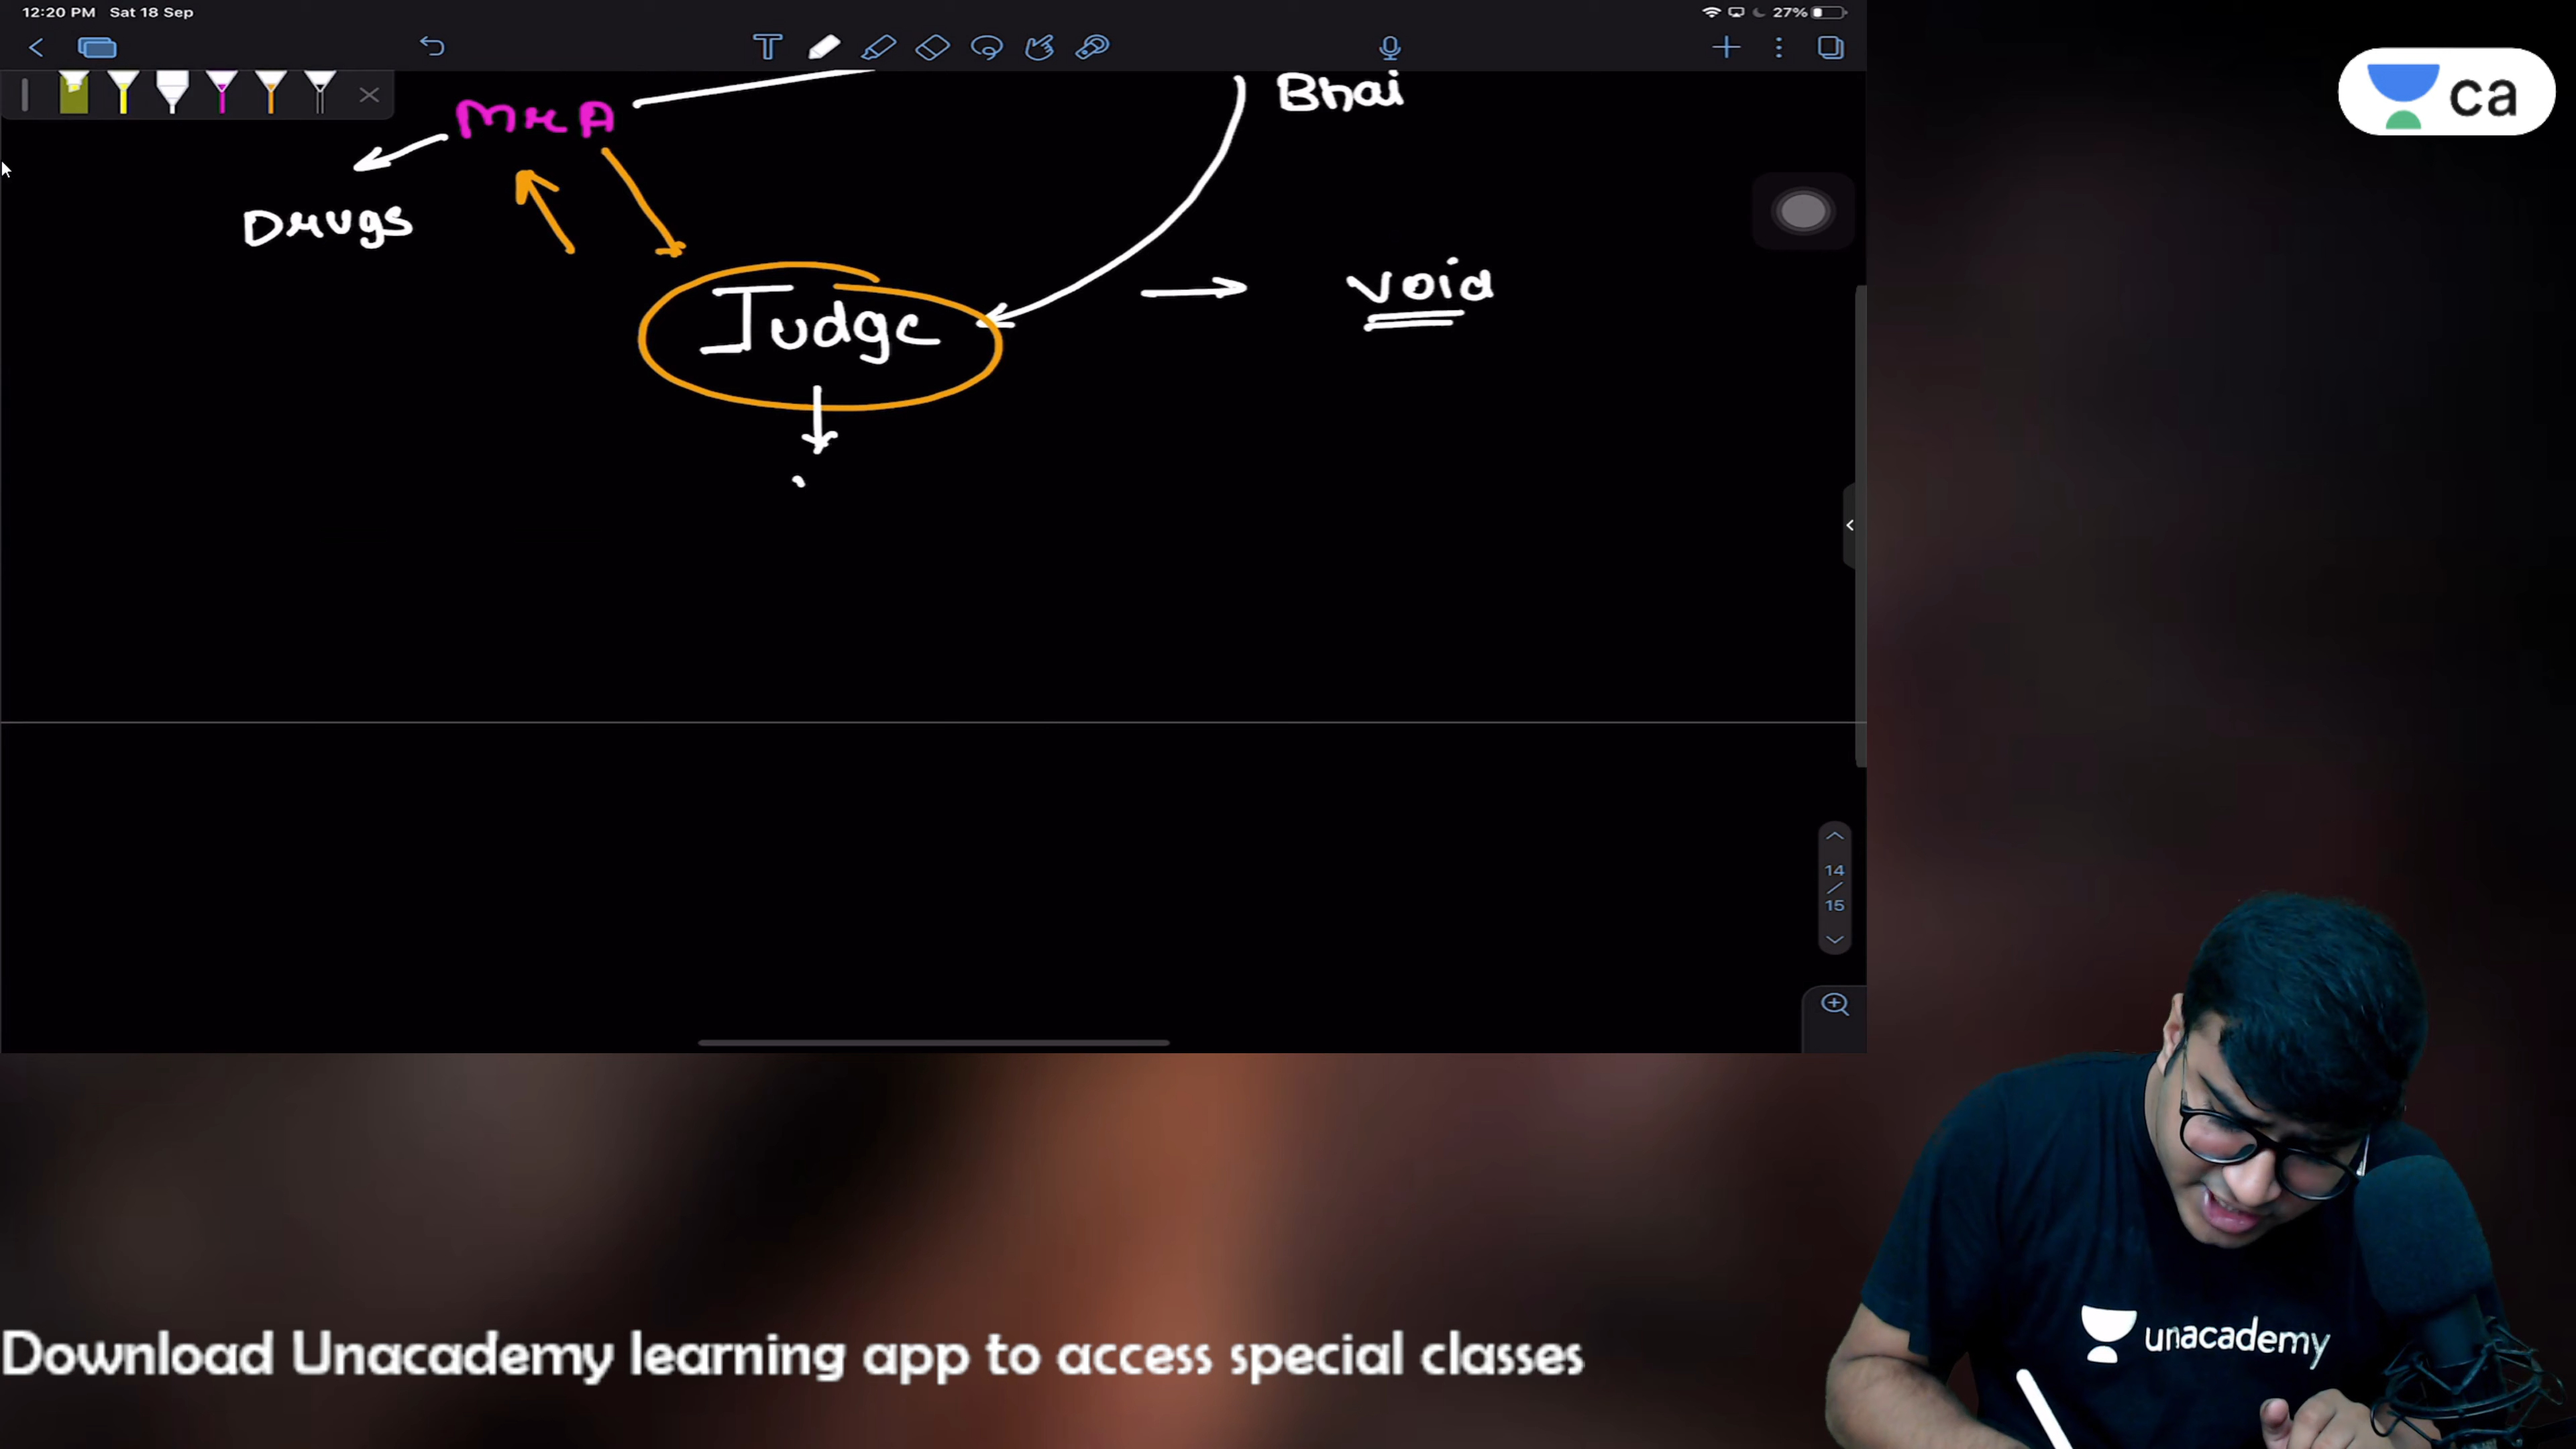 12:20 PM Sat 18 Sep
27%
T
ca
Bhai
Mr A
Drugs
void
Judge
14
15
unacademy
Download Unacademy learning app to access special classes